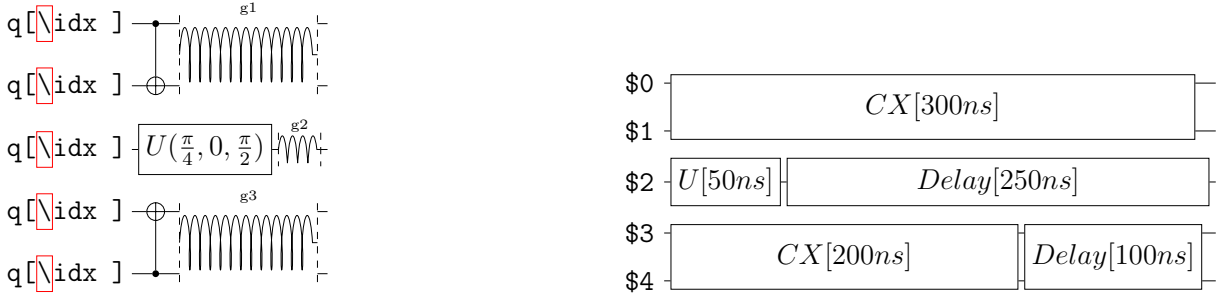 g1
q[\idx ]
q[\idx ]
g2
q[\idx ] U(π/4, 0, π/2)
g3
q[\idx ]
q[\idx ]
$0
CX[300ns]
$1
$2 U[50ns] Delay[250ns]
$3
CX[200ns] Delay[100ns]
$4